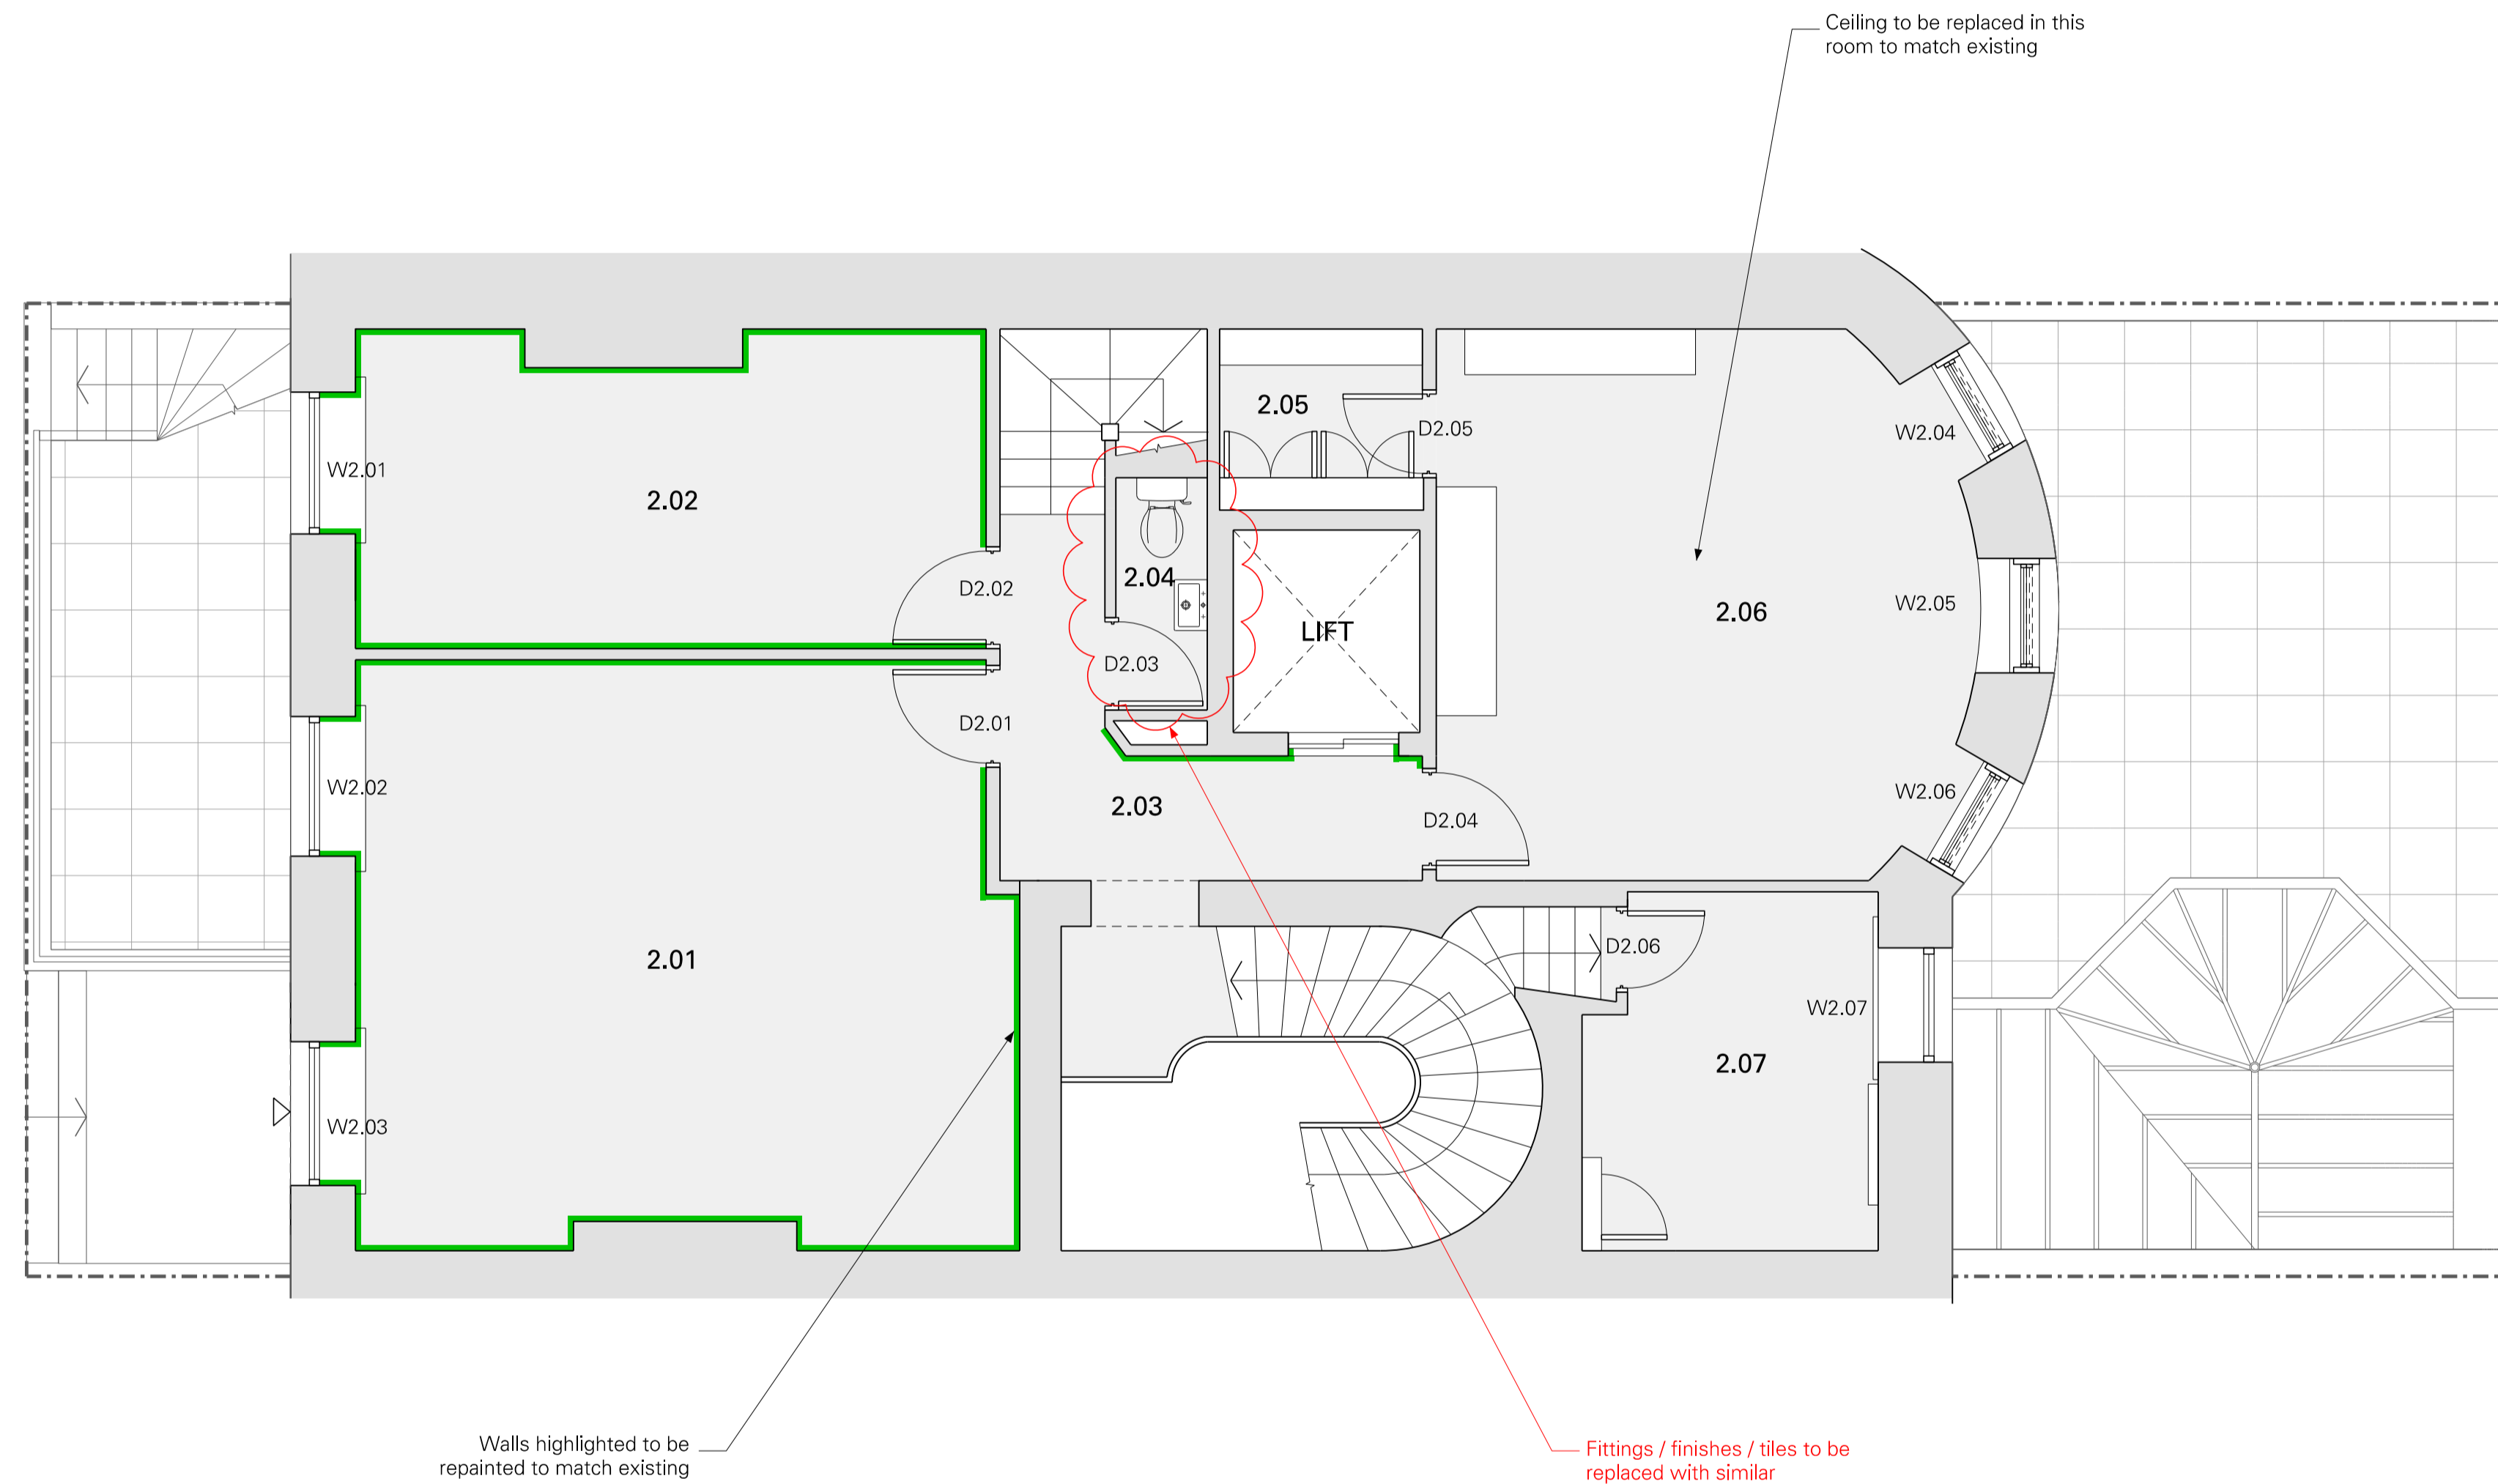 Ceiling to be replaced in this
room to match existing
2.05
D2.05
W2.04
W2.01
2.02
2.04
D2.02
W2.05
2.06
LIFT
D2.03
D2.01
W2.02
W2.06
2.03
D2.04
D2.06
2.01
W2.07
2.07
W2.03
Walls highlighted to be
repainted to match existing
Fittings / finishes / tiles to be
replaced with similar